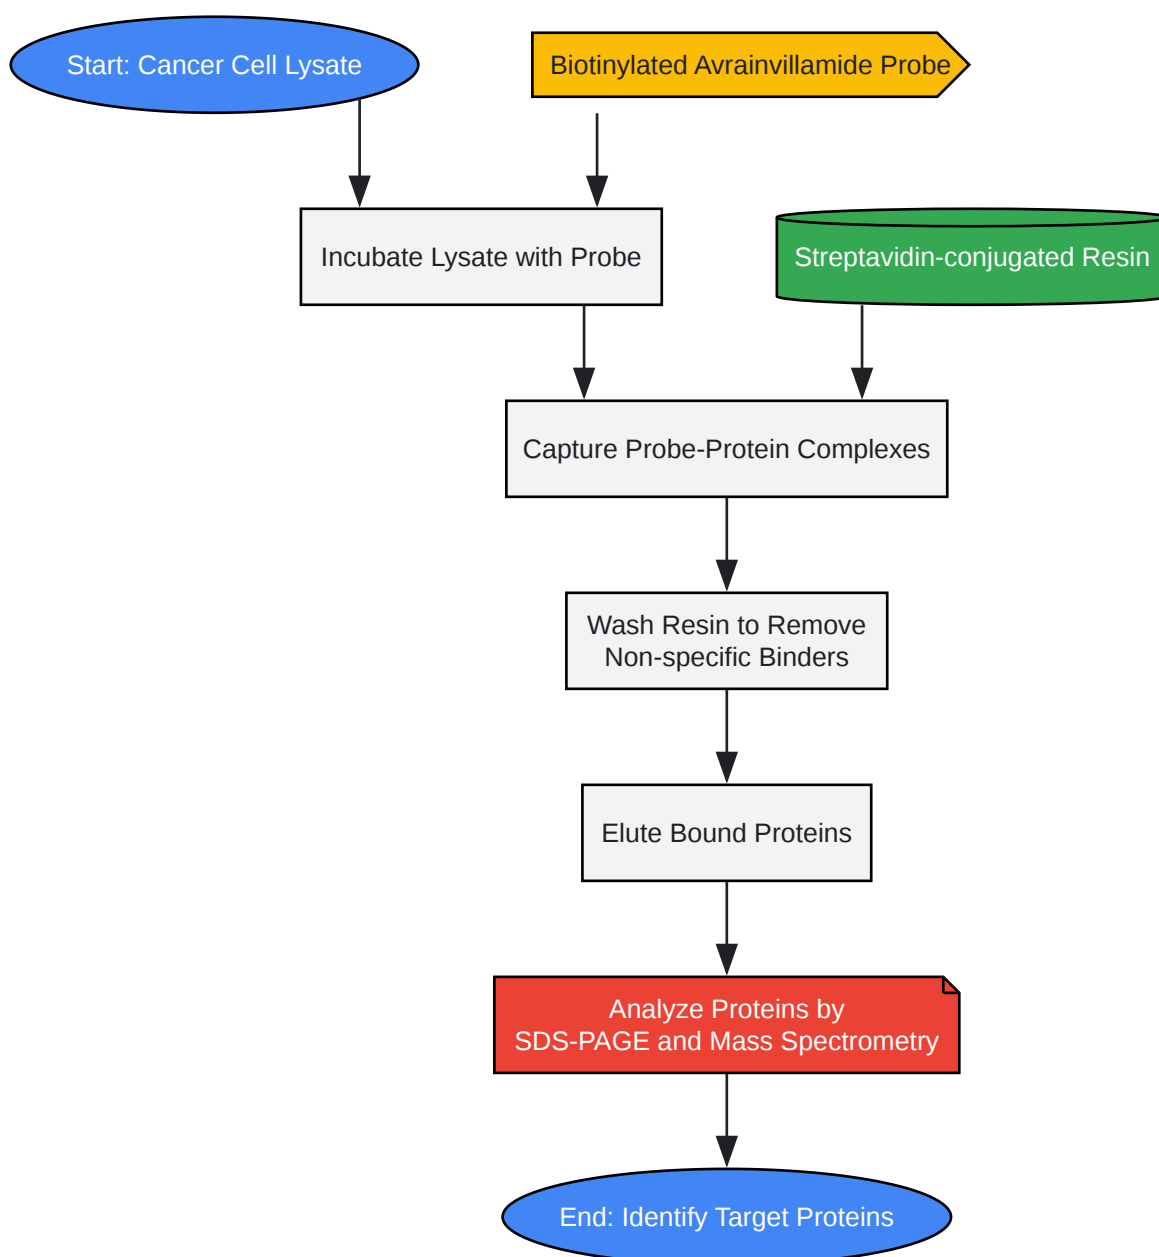 Start: Cancer Cell Lysate
Biotinylated Avrainvillamide Probe
Incubate Lysate with Probe
Streptavidin-conjugated Resin
Capture Probe-Protein Complexes
Wash Resin to Remove
Non-specific Binders
Elute Bound Proteins
Analyze Proteins by
SDS-PAGE and Mass Spectrometry
End: Identify Target Proteins